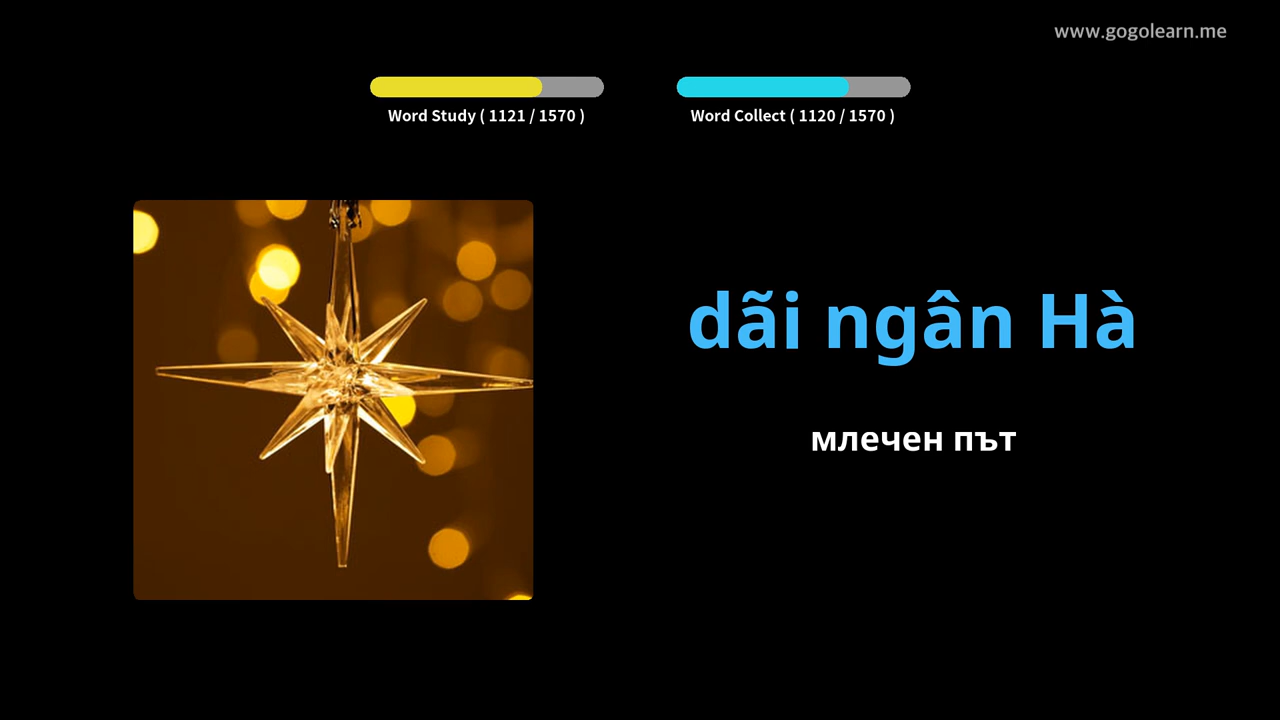 www.gogolearn.me
Word Study ( 1121 / 1570 )
Word Collect ( 1120 / 1570 )
dãi ngân Hà
млечен път